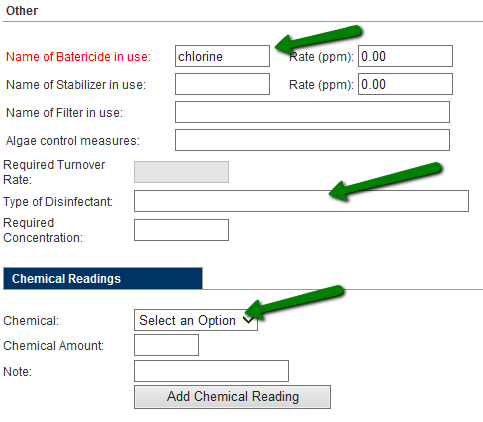 Other
Name of Batericide in use: chlorine Rate (ppm): 0.00
Name of Stabilizer in use: Rate (ppm): 0.00
Name of Filter in use:
Algae control measures:
Required Turnover
Rate:
Type of Disinfectant:
Required
Concentration:
Chemical Readings
Chemical: Select an Option
Chemical Amount:
Note:
Add Chemical Reading